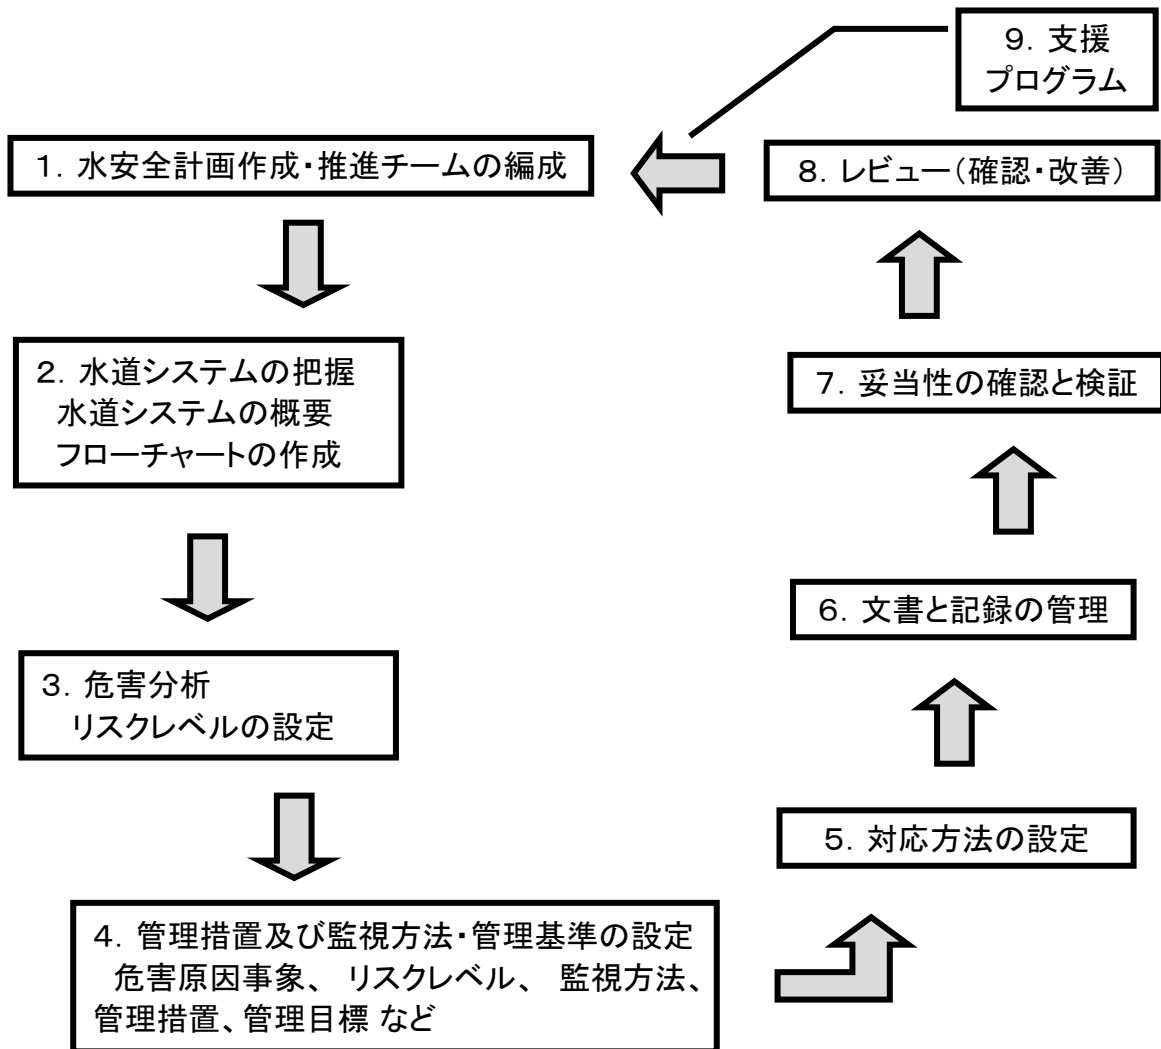 9．支援
プログラム
1．水安全計画作成・推進チームの編成
8．レビュー（確認・改善）
2．水道システムの把握
水道システムの概要
フローチャートの作成
7．妥当性の確認と検証
6．文書と記録の管理
3．危害分析
リスクレベルの設定
5．対応方法の設定
4．管理措置及び監視方法・管理基準の設定
危害原因事象、 リスクレベル、 監視方法、
管理措置、管理目標 など